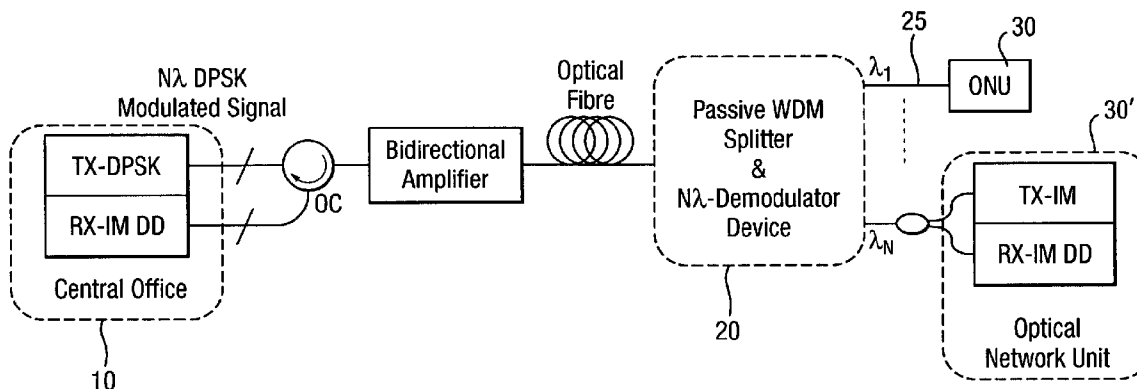 Nλ DPSK
Modulated Signal
TX-DPSK
RX-IM DD
Central Office
10
OC
Bidirectional
Amplifier
Optical
Fibre
Passive WDM
Splitter
&
Nλ-Demodulator
Device
20
λ1
25
30
ONU
30'
λN
TX-IM
RX-IM DD
Optical
Network Unit